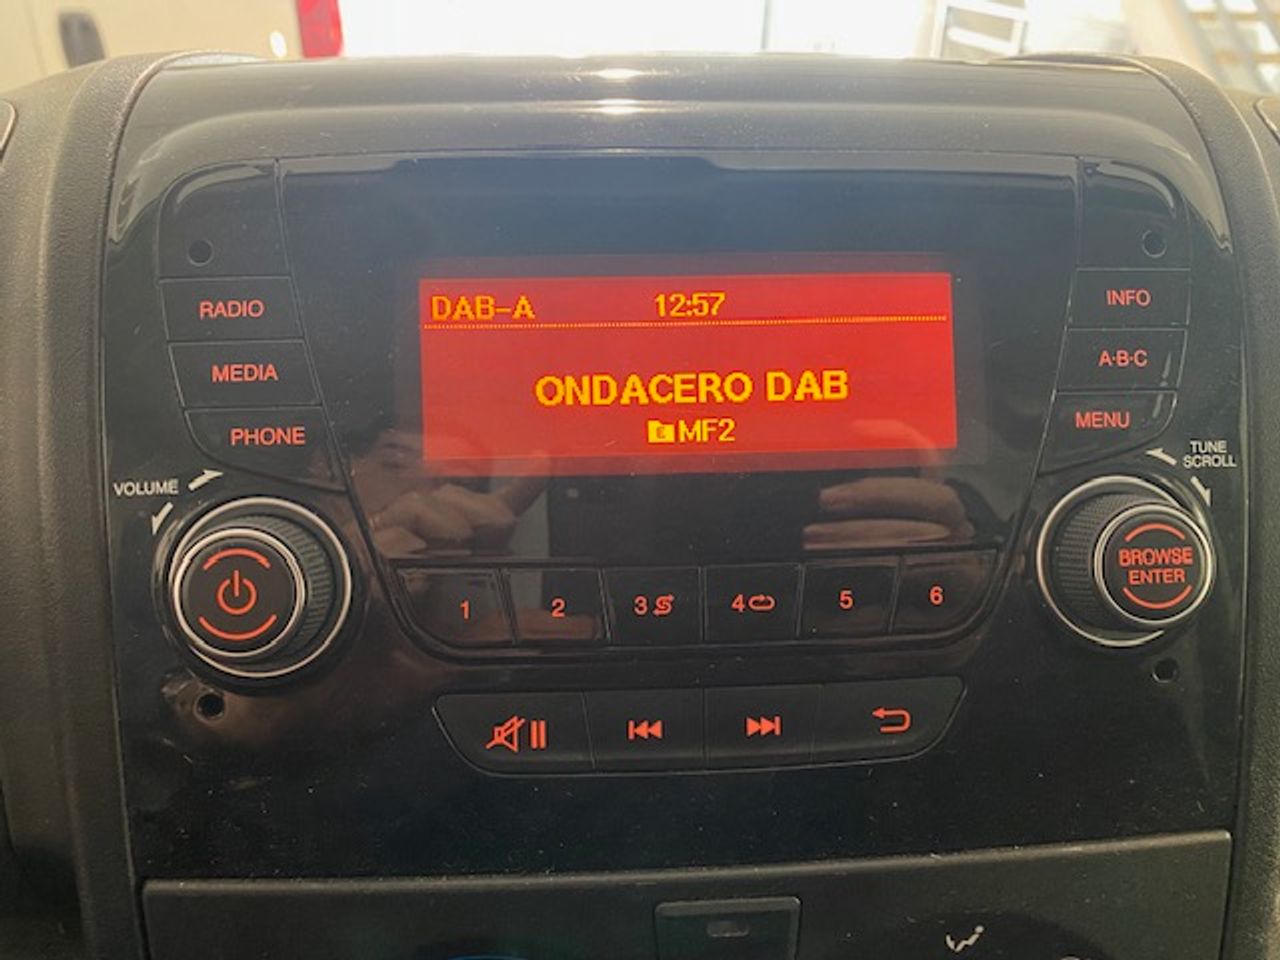 DAB-A 12:57
ONDACERO DAB
MF2
RADIO
MEDIA
PHONE
VOLUME
INFO
A·B·C
MENU
TUNE
SCROLL
BROWSE
ENTER
1 2 3 4 5 6